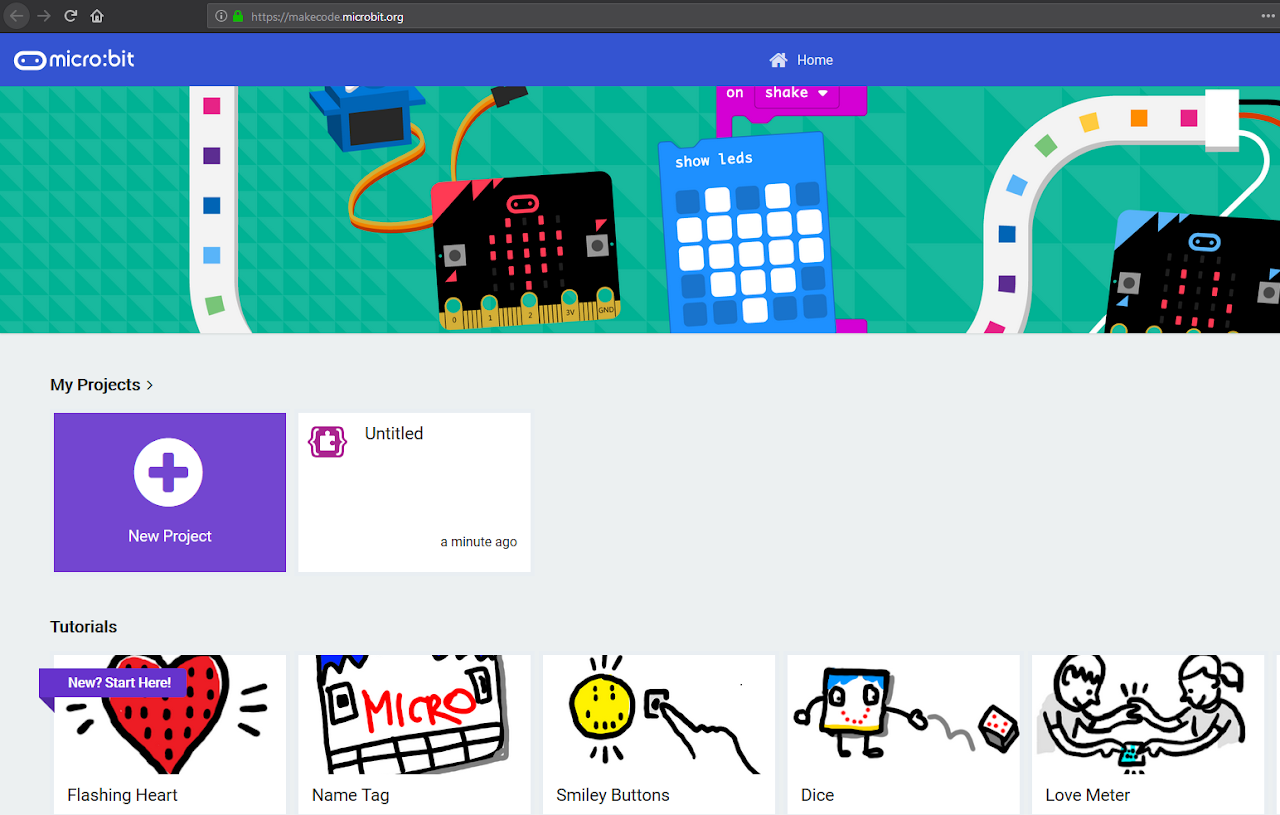 https://makecode.microbit.org
micro:bit
Home
on shake
show leds
0 1 2 3V GND
My Projects
New Project
Untitled
a minute ago
Tutorials
New? Start Here!
MICRO
Flashing Heart
Name Tag
Smiley Buttons
Dice
Love Meter